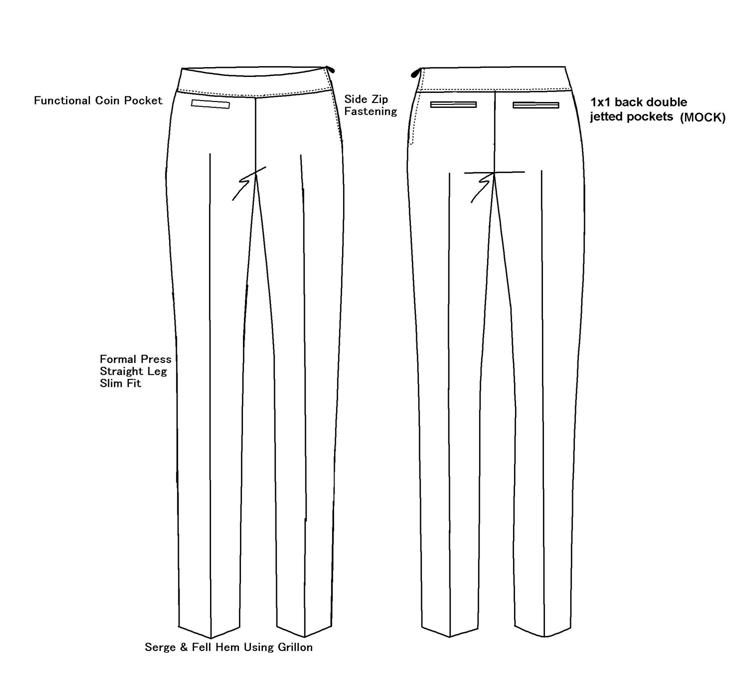 Functional Coin Pocket
Side Zip
Fastening
1x1 back double
jetted pockets (MOCK)
Formal Press
Straight Leg
Slim Fit
Serge & Fell Hem Using Grillon